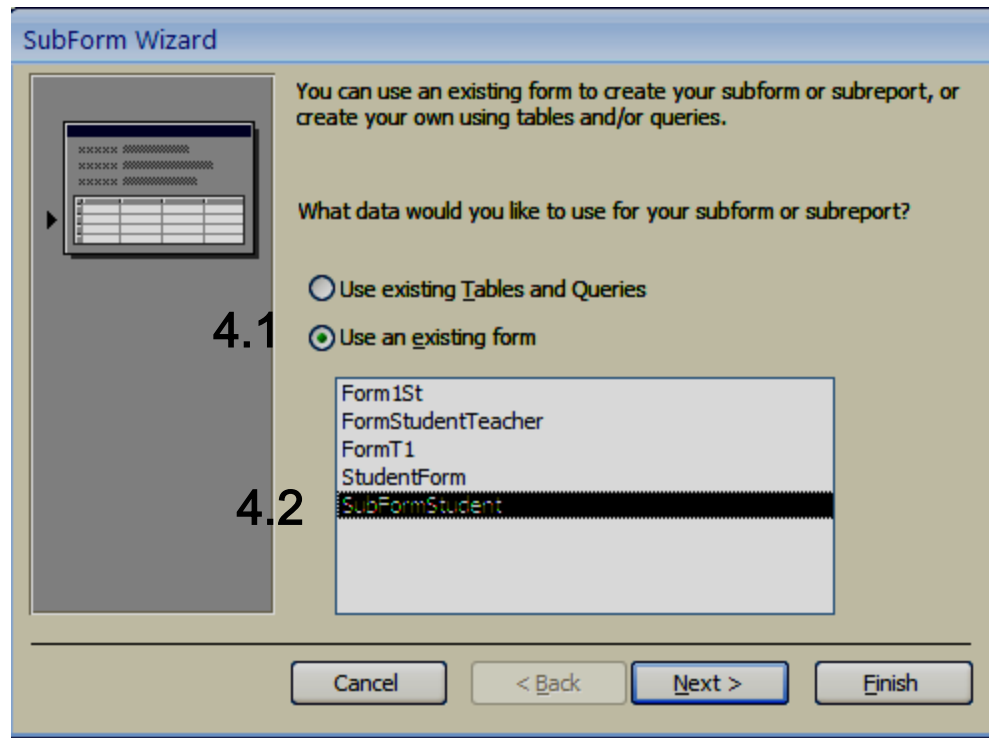 SubForm Wizard
You can use an existing form to create your subform or subreport, or
create your own using tables and/or queries.
What data would you like to use for your subform or subreport?
Use existing Tables and Queries
4.1 Use an existing form
Form1St
FormStudentTeacher
FormT1
StudentForm
4.2 SubFormStudent
Cancel < Back Next > Finish